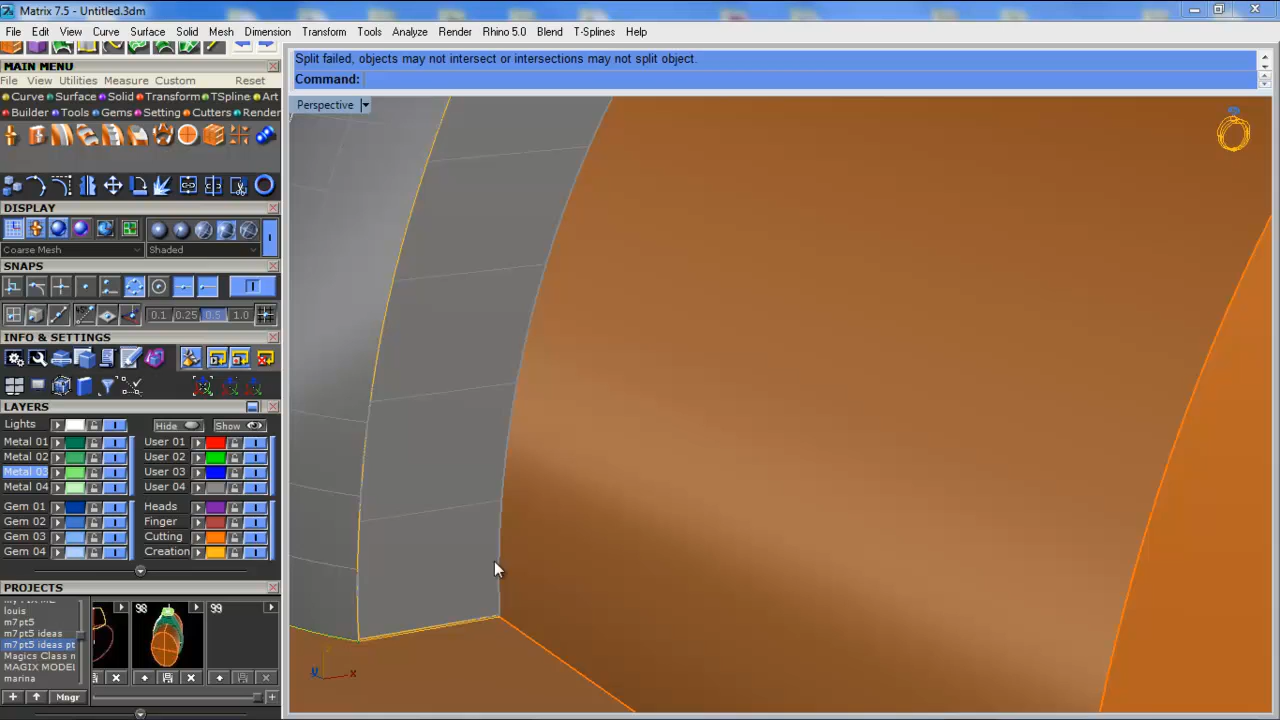 Matrix 7.5 - Untitled.3dm
File Edit View Curve Surface Solid Mesh Dimension Transform Tools Analyze Render Rhino 5.0 Blend T-Splines Help
Split failed, objects may not intersect or intersections may not split object.
Command:
MAIN MENU
File View Utilities Measure Custom Reset
Curve Surface Solid Transform TSpline Art
Builder Tools Gems Setting Cutters Render
Perspective
DISPLAY
Coarse Mesh Shaded
SNAPS
0.1 0.25 0.5 1.0
INFO & SETTINGS
LAYERS
Lights Hide Show
Metal 01 User 01
Metal 02 User 02
Metal 03 User 03
Metal 04 User 04
Gem 01 Heads
Gem 02 Finger
Gem 03 Cutting
Gem 04 Creation
PROJECTS
louis
m7pt5
m7pt5 ideas
m7pt5 ideas pt
Magics Class n
MAGIX MODEL
marina
98 99
+ Mngr +
x
y